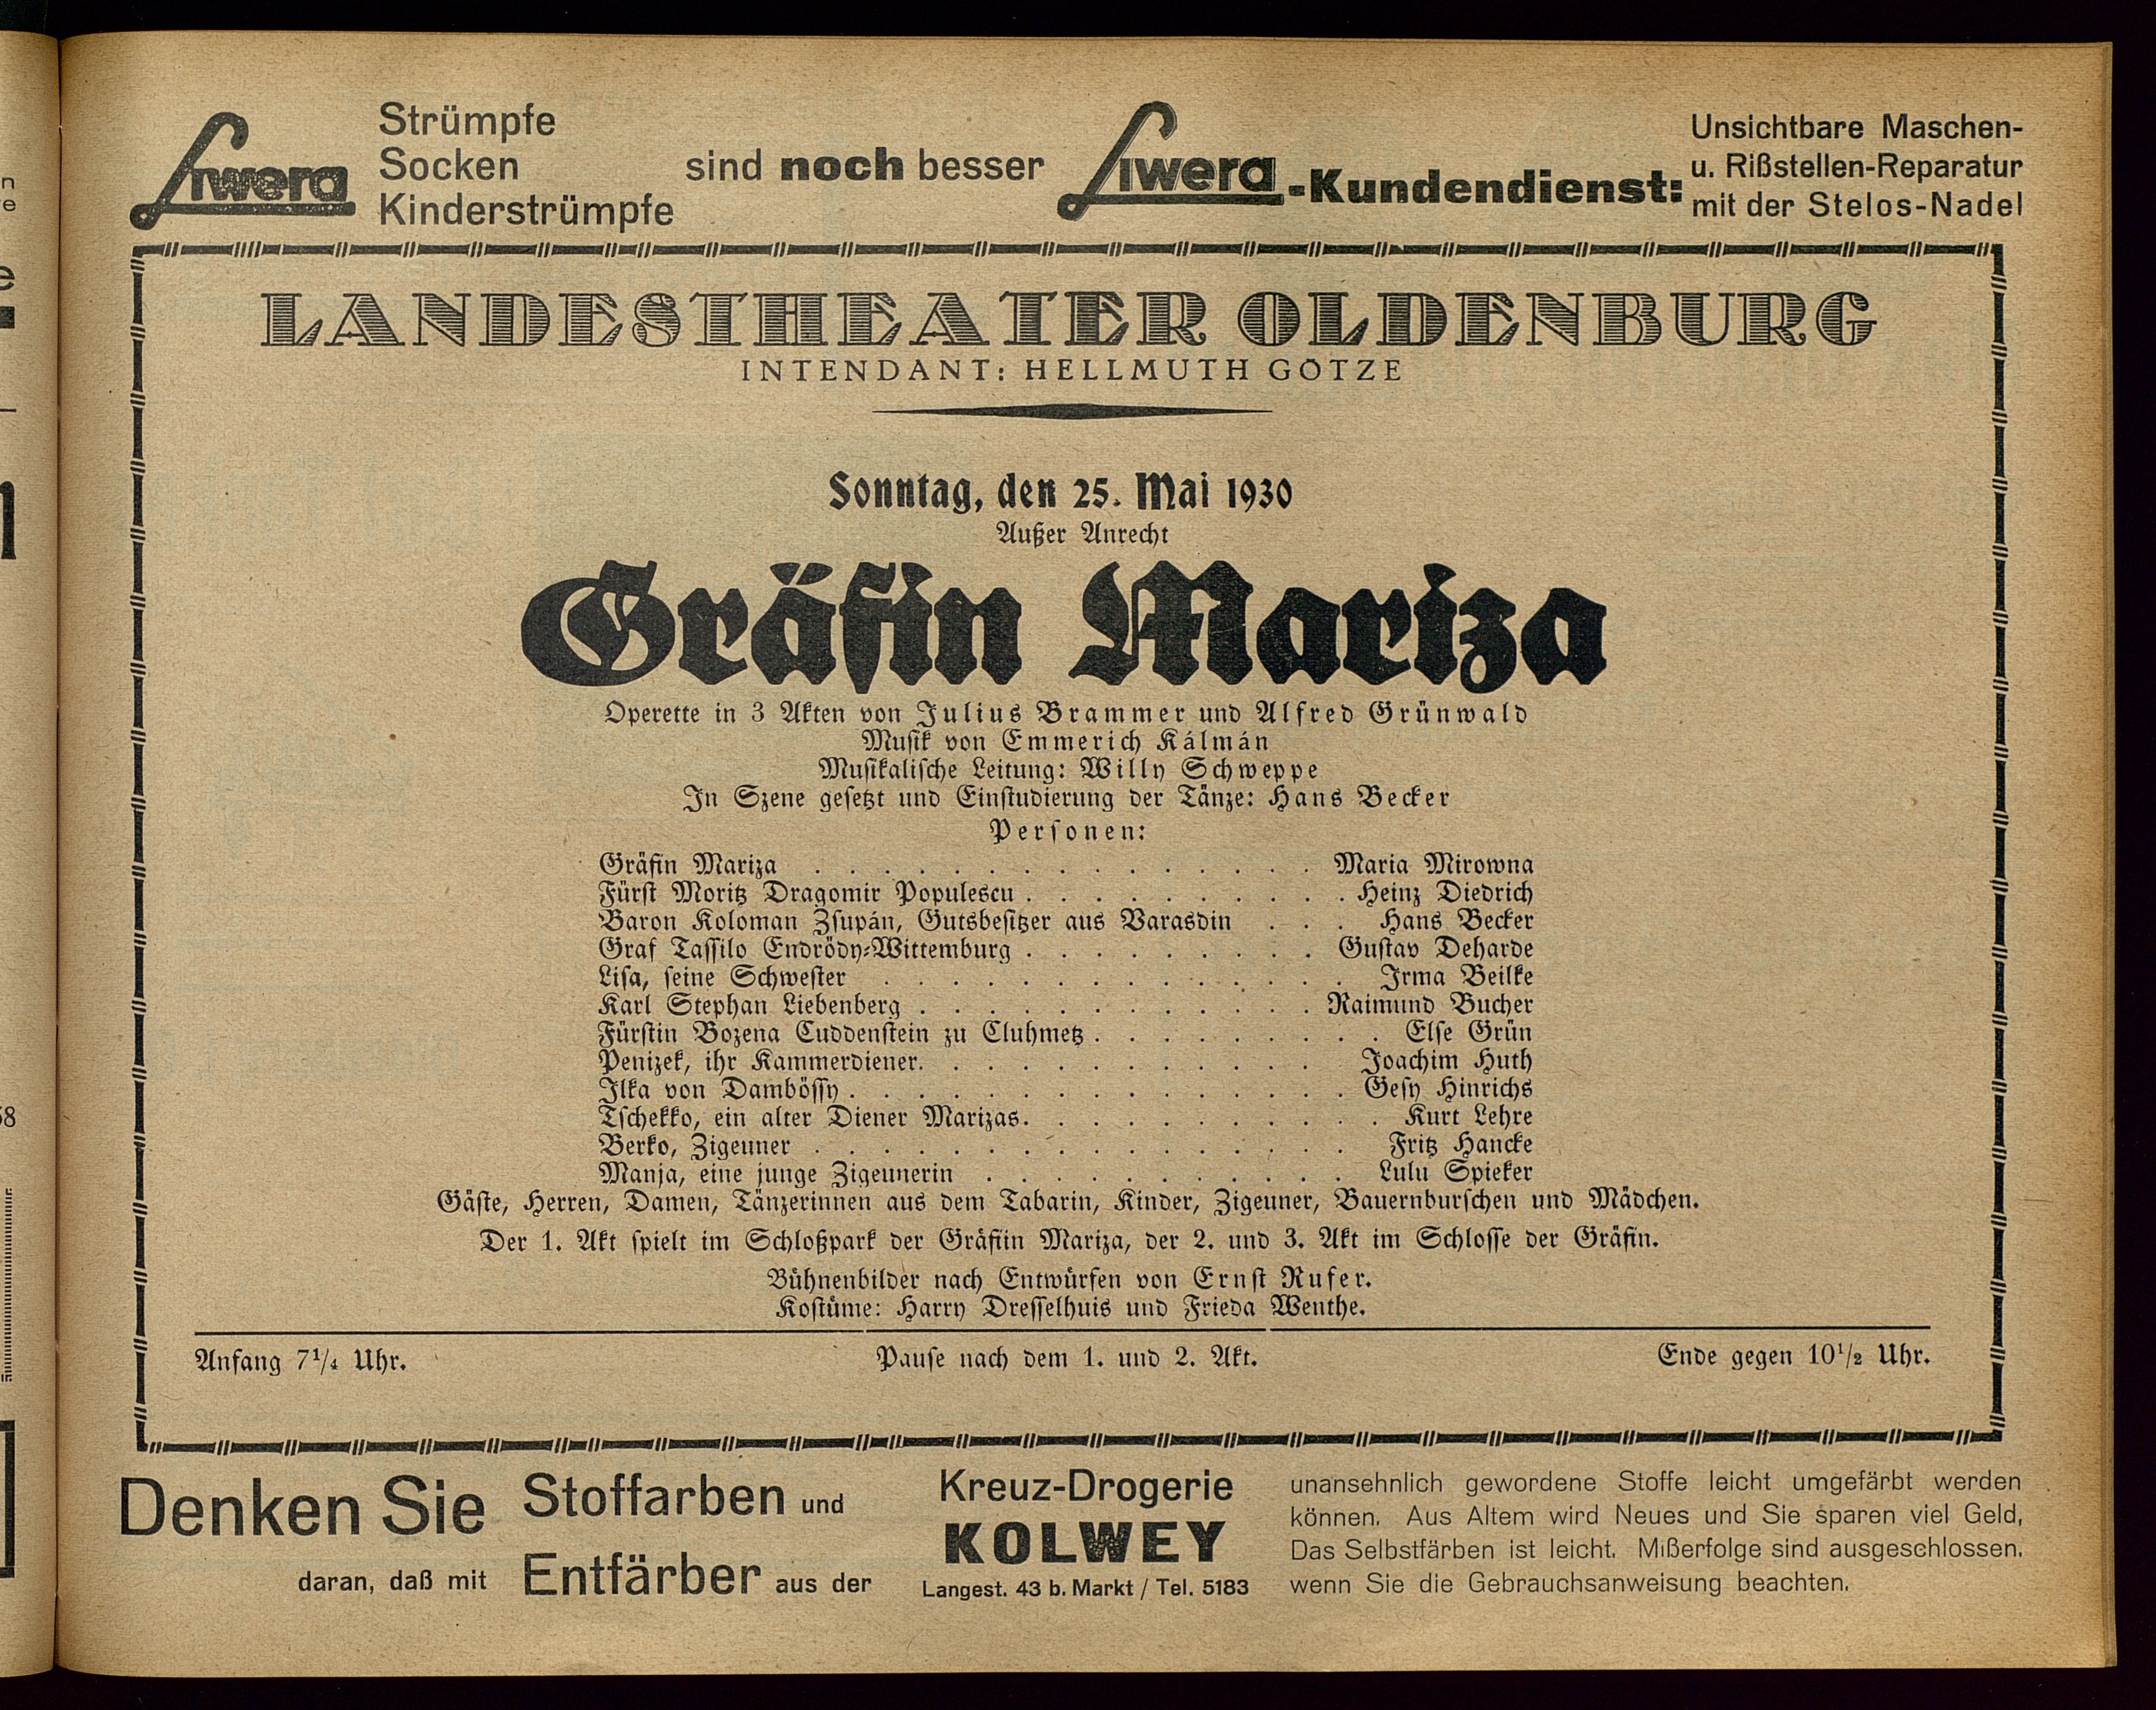 Liwera
Strümpfe
Socken
Kinderstrümpfe
sind noch besser
Liwera-Kundendienst:
Unsichtbare Maschen-
u. Rißstellen-Reparatur
mit der Stelos-Nadel
LANDESTHEATER OLDENBURG
INTENDANT: HELLMUTH GÖTZE
Sonntag, den 25. Mai 1930
Außer Anrecht
Gräfin Mariza
Operette in 3 Akten von Julius Brammer und Alfred Grünwald
Musik von Emmerich Kálmán
Musikalische Leitung: Willy Schweppe
In Szene gesetzt und Einstudierung der Tänze: Hans Becker
Personen:
Gräfin Mariza . . . . . . . . . . . . . . . Maria Mirowna
Fürst Moritz Dragomir Populescu . . . . . . . . . . Heinz Diedrich
Baron Koloman Zsupán, Gutsbesitzer aus Varasdin . . . Hans Becker
Graf Tassilo Endrödy-Wittemburg . . . . . . . . . Gustav Deharde
Lisa, seine Schwester . . . . . . . . . . . . . . Irma Beilke
Karl Stephan Liebenberg . . . . . . . . . . . . Raimund Bucher
Fürstin Bozena Cuddenstein zu Cluhmetz . . . . . . . . . Else Grün
Penizek, ihr Kammerdiener. . . . . . . . . . . . Joachim Huth
Ilka von Dambössy . . . . . . . . . . . . . . . Gesy Hinrichs
Tschekko, ein alter Diener Marizas. . . . . . . . . . . Kurt Lehre
Berko, Zigeuner . . . . . . . . . . . . . . . . Fritz Hancke
Manja, eine junge Zigeunerin . . . . . . . . . . . Lulu Spieker
Gäste, Herren, Damen, Tänzerinnen aus dem Tabarin, Kinder, Zigeuner, Bauernburschen und Mädchen.
Der 1. Akt spielt im Schloßpark der Gräfiin Mariza, der 2. und 3. Akt im Schlosse der Gräfin.
Bühnenbilder nach Entwürfen von Ernst Rufer.
Kostüme: Harry Dresselhuis und Frieda Wenthe.
Anfang 7¹/₄ Uhr.
Pause nach dem 1. und 2. Akt.
Ende gegen 10¹/₂ Uhr.
Denken Sie
daran, daß mit
Stoffarben und
Entfärber aus der
Kreuz-Drogerie
KOLWEY
Langest. 43 b. Markt / Tel. 5183
unansehnlich gewordene Stoffe leicht umgefärbt werden
können. Aus Altem wird Neues und Sie sparen viel Geld,
Das Selbstfärben ist leicht. Mißerfolge sind ausgeschlossen.
wenn Sie die Gebrauchsanweisung beachten.